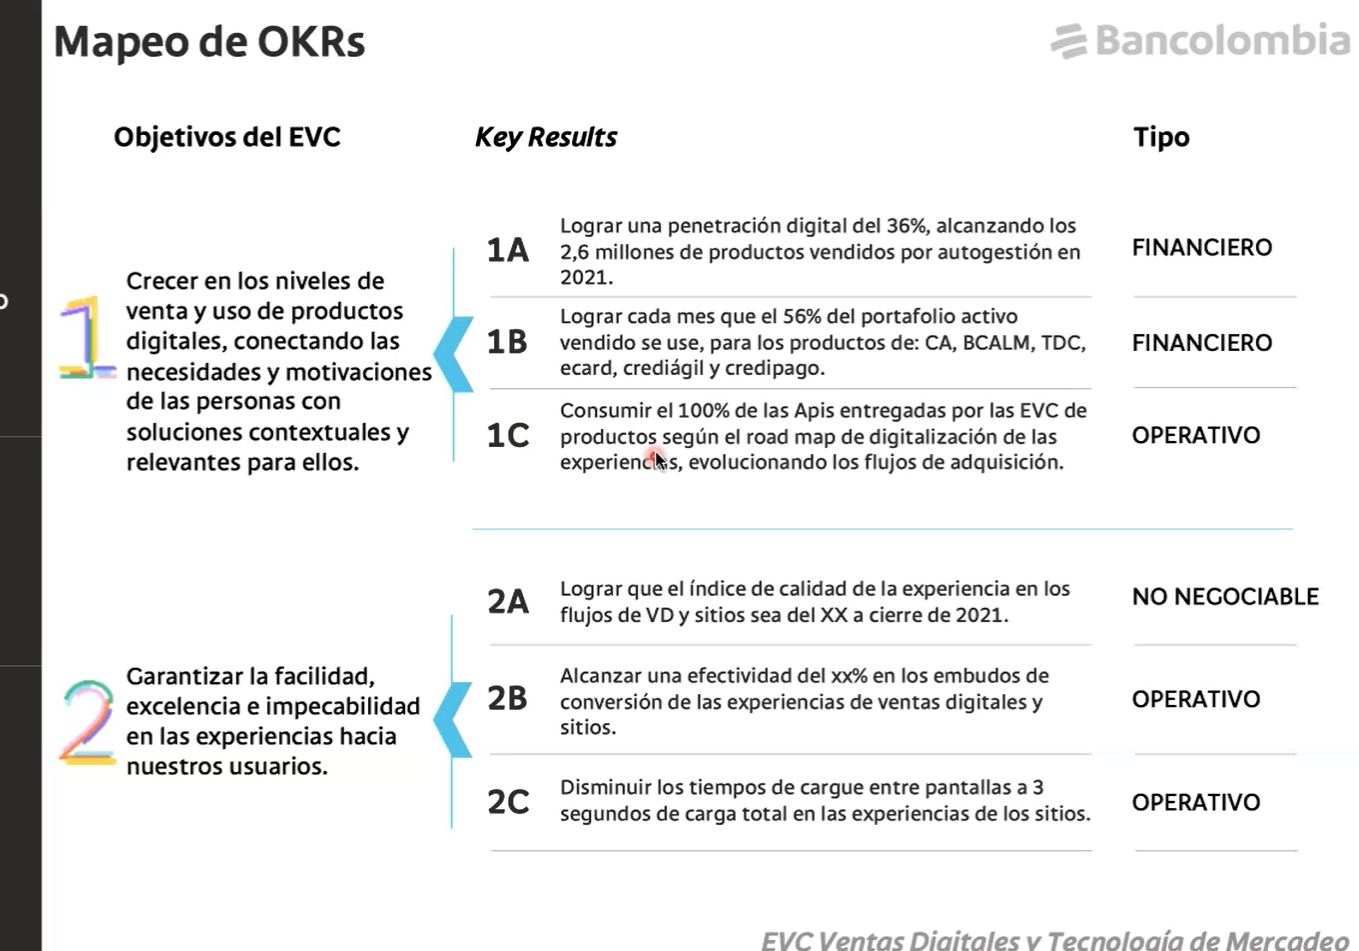 Mapeo de OKRs
Bancolombia
Objetivos del EVC
Key Results
Tipo
1
Crecer en los niveles de
venta y uso de productos
digitales, conectando las
necesidades y motivaciones
de las personas con
soluciones contextuales y
relevantes para ellos.
1A
Lograr una penetración digital del 36%, alcanzando los
2,6 millones de productos vendidos por autogestión en
2021.
FINANCIERO
1B
Lograr cada mes que el 56% del portafolio activo
vendido se use, para los productos de: CA, BCALM, TDC,
ecard, crediágil y credipago.
FINANCIERO
1C
Consumir el 100% de las Apis entregadas por las EVC de
productos según el road map de digitalización de las
experiencias, evolucionando los flujos de adquisición.
OPERATIVO
2
Garantizar la facilidad,
excelencia e impecabilidad
en las experiencias hacia
nuestros usuarios.
2A
Lograr que el índice de calidad de la experiencia en los
flujos de VD y sitios sea del XX a cierre de 2021.
NO NEGOCIABLE
2B
Alcanzar una efectividad del xx% en los embudos de
conversión de las experiencias de ventas digitales y
sitios.
OPERATIVO
2C
Disminuir los tiempos de cargue entre pantallas a 3
segundos de carga total en las experiencias de los sitios.
OPERATIVO
EVC Ventas Digitales y Tecnología de Mercadeo